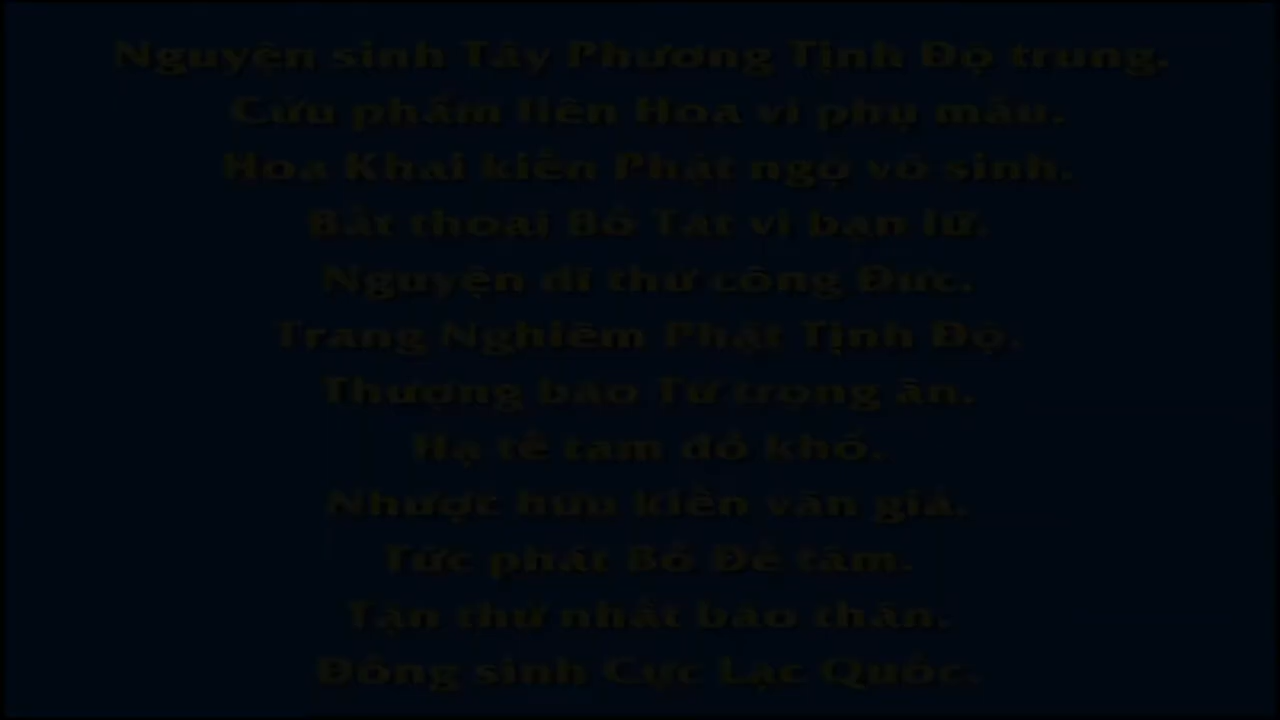 Nguyện sinh Tây Phương Tịnh Độ trung.
Cửu phẩm liên Hoa vi phụ mẫu.
Hoa Khai kiến Phật ngộ vô sinh.
Bất thoái Bồ Tát vi bạn lữ.
Nguyện dĩ thử công Đức.
Trang Nghiêm Phật Tịnh Độ.
Thượng báo Tứ trọng ân.
Hạ tế tam đồ khổ.
Nhược hữu kiến văn giả.
Tức phát Bồ Đề tâm.
Tận thử nhất báo thân.
Đồng sinh Cực Lạc Quốc.